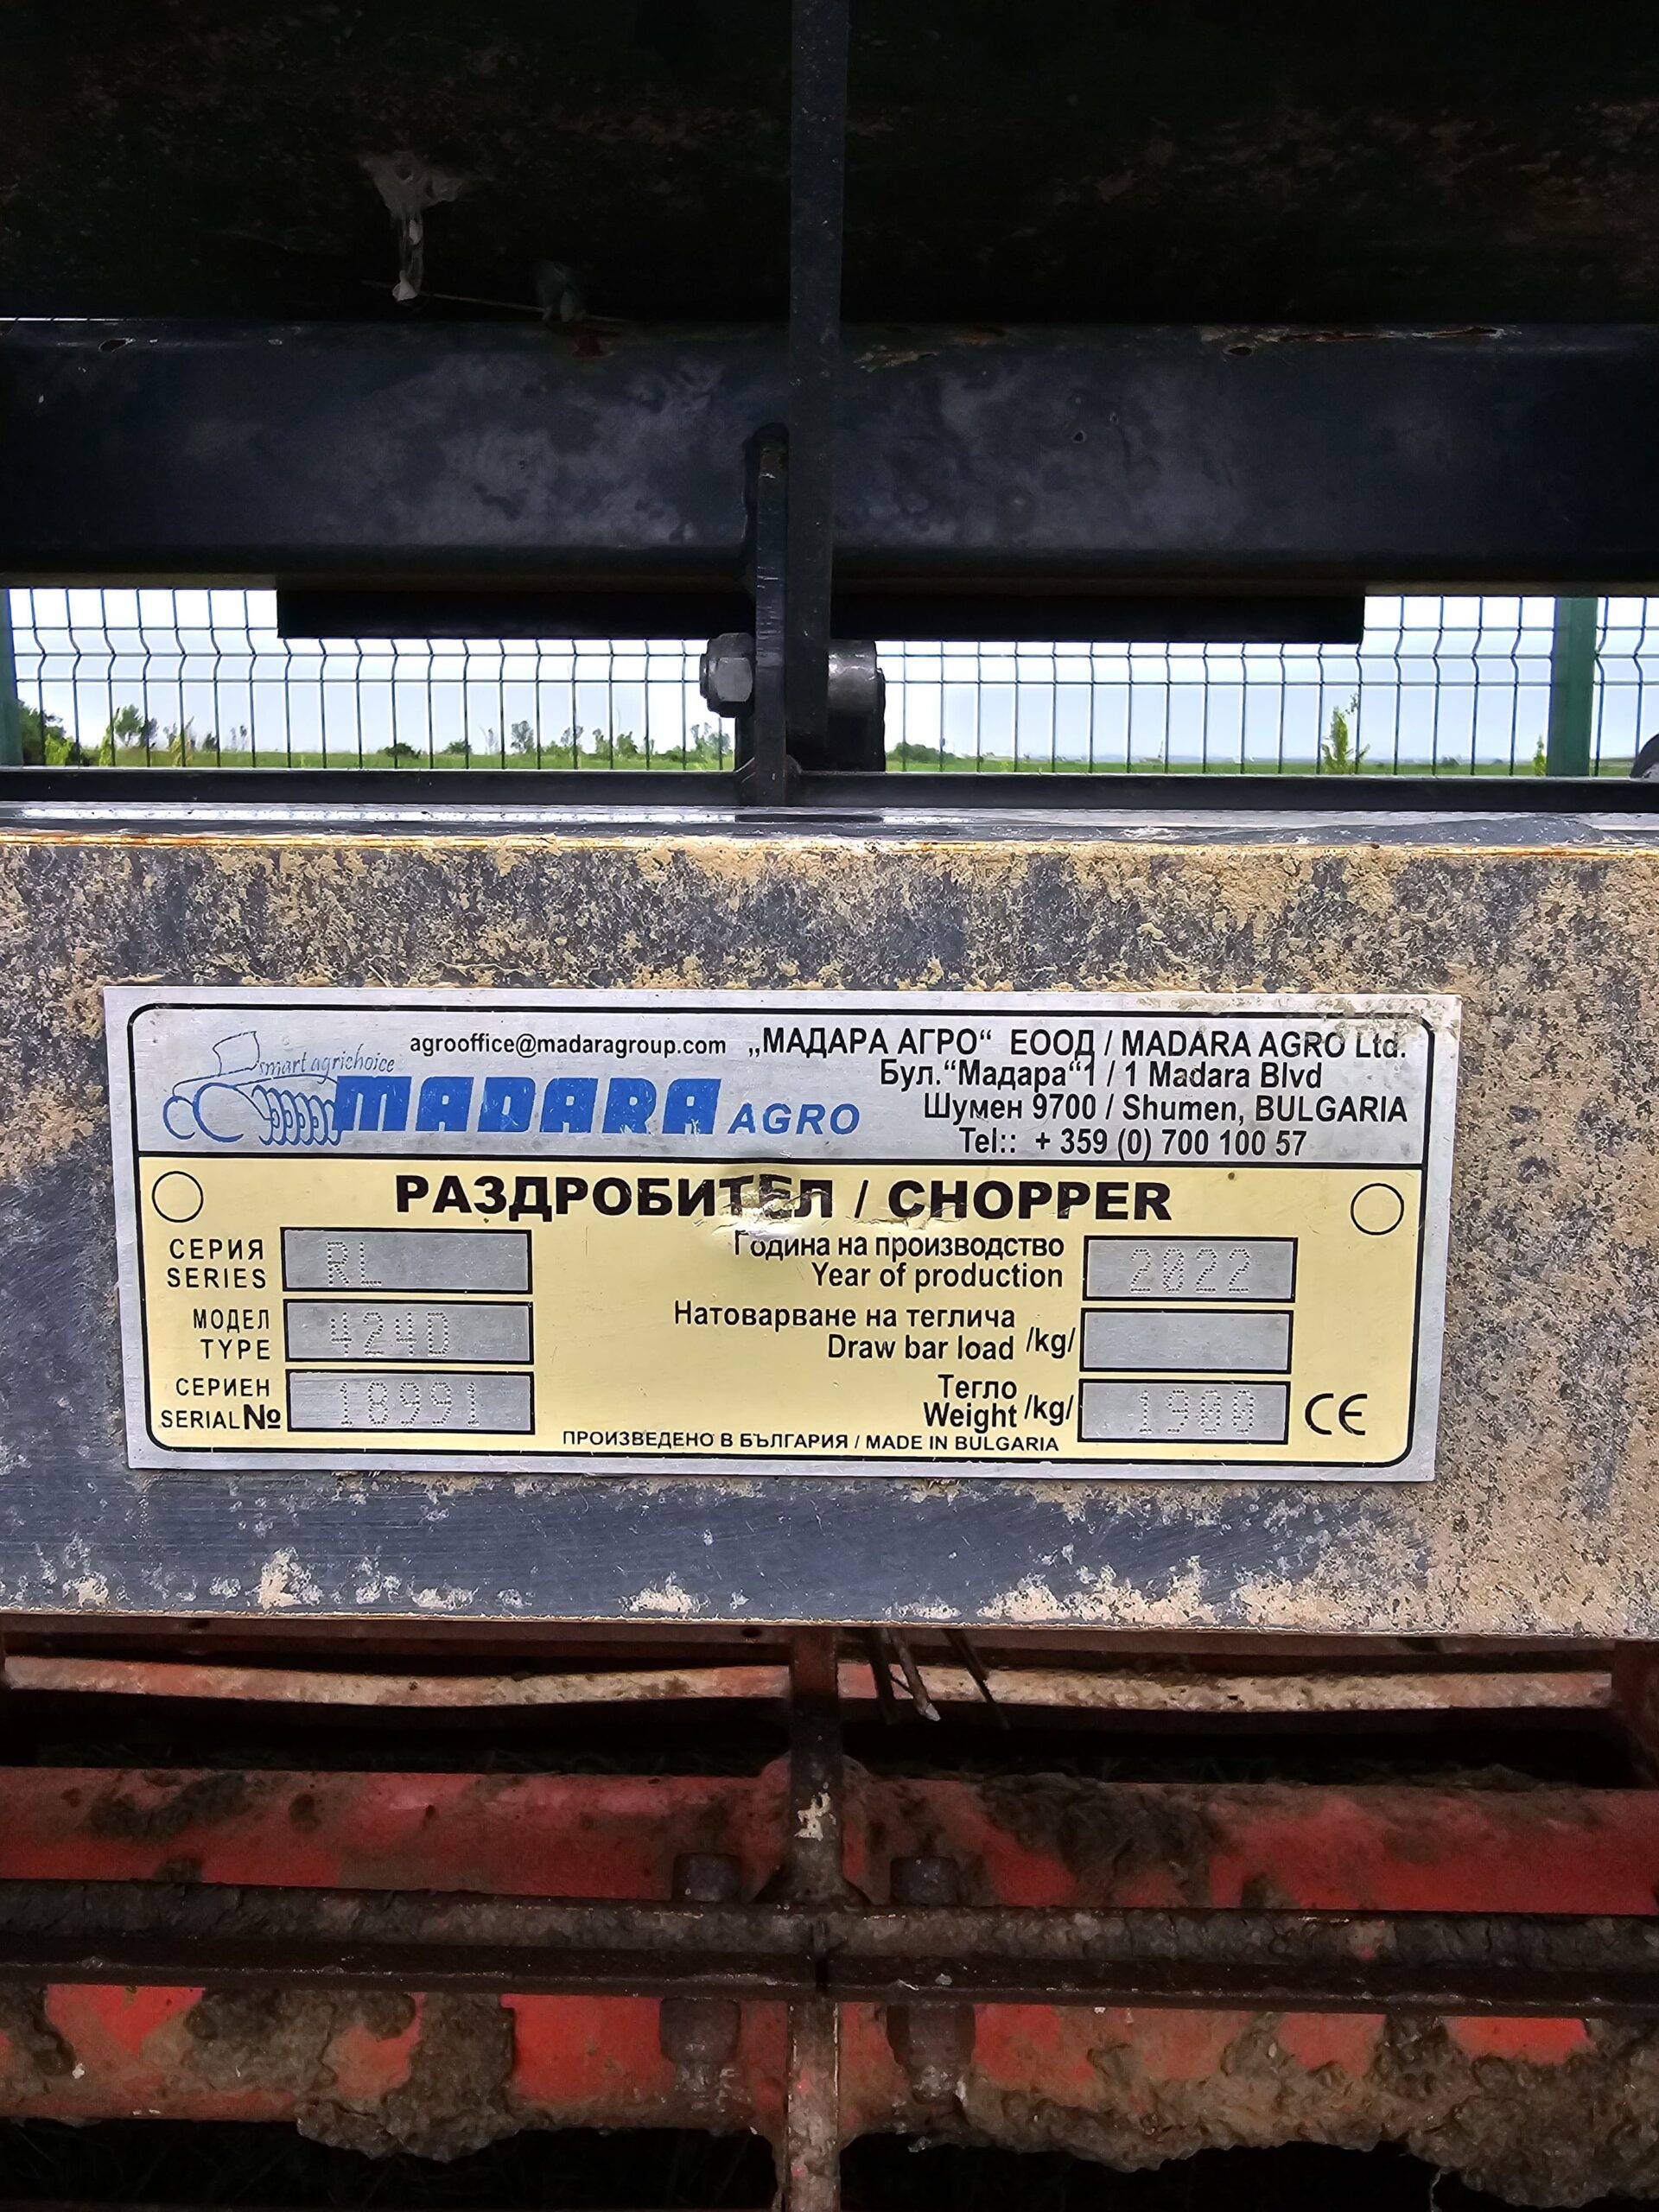 smart agrichoice
MADARA AGRO
agrooffice@madaragroup.com
„МАДАРА АГРО“ ЕООД / MADARA AGRO Ltd.
Бул.“Мадара“1 / 1 Madara Blvd
Шумен 9700 / Shumen, BULGARIA
Tel:: + 359 (0) 700 100 57
РАЗДРОБИТЕЛ / CHOPPER
СЕРИЯ
SERIES RL
МОДЕЛ
TYPE 424D
СЕРИЕН
SERIAL № 18991
Година на производство
Year of production 2022
Натоварване на теглича
Draw bar load /kg/
Тегло
Weight /kg/ 1900
CE
ПРОИЗВЕДЕНО В БЪЛГАРИЯ / MADE IN BULGARIA